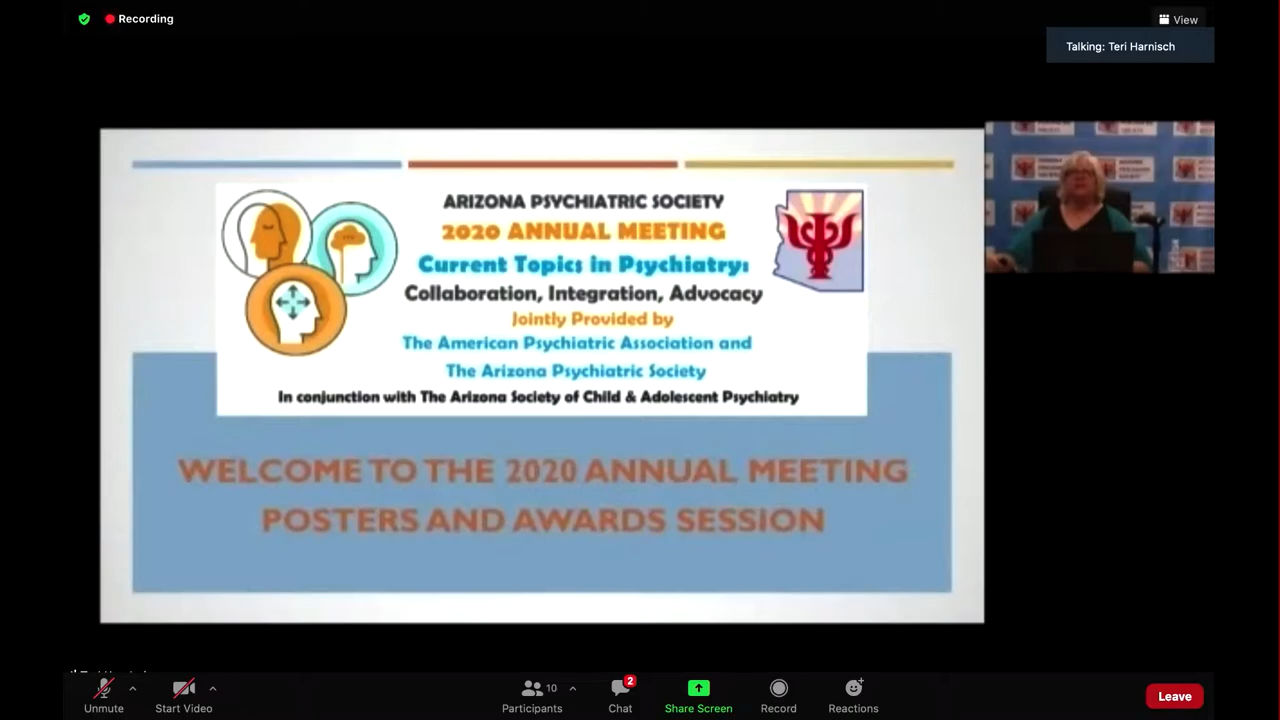 Recording
View
Talking: Teri Harnisch
ARIZONA PSYCHIATRIC SOCIETY
2020 ANNUAL MEETING
Current Topics in Psychiatry:
Collaboration, Integration, Advocacy
Jointly Provided by
The American Psychiatric Association and
The Arizona Psychiatric Society
In conjunction with The Arizona Society of Child & Adolescent Psychiatry
WELCOME TO THE 2020 ANNUAL MEETING
POSTERS AND AWARDS SESSION
Unmute
Start Video
10
Participants
2
Chat
Share Screen
Record
Reactions
Leave